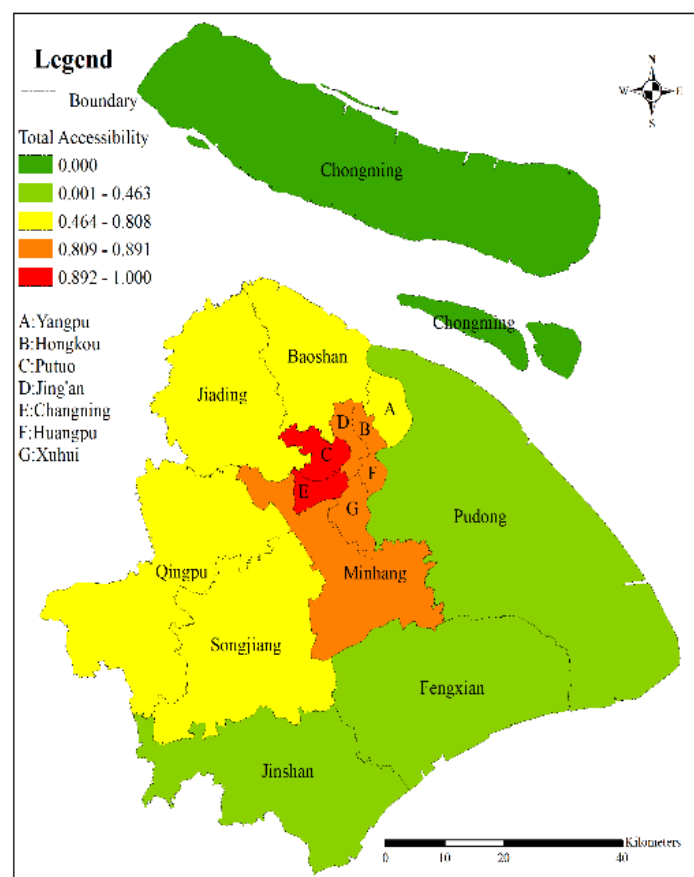 Legend
Boundary
Total Accessibility
0.000
0.001 - 0.463
0.464 - 0.808
0.809 - 0.891
0.892 - 1.000
A:Yangpu
B:Hongkou
C:Putuo
D:Jing'an
E:Changning
F:Huangpu
G:Xuhui
N
W E
S
Chongming
Chongming
Baoshan
Jiading
A
D
B
C
F
E
G
Pudong
Qingpu
Minhang
Songjiang
Fengxian
Jinshan
Kilometers
0 10 20 40